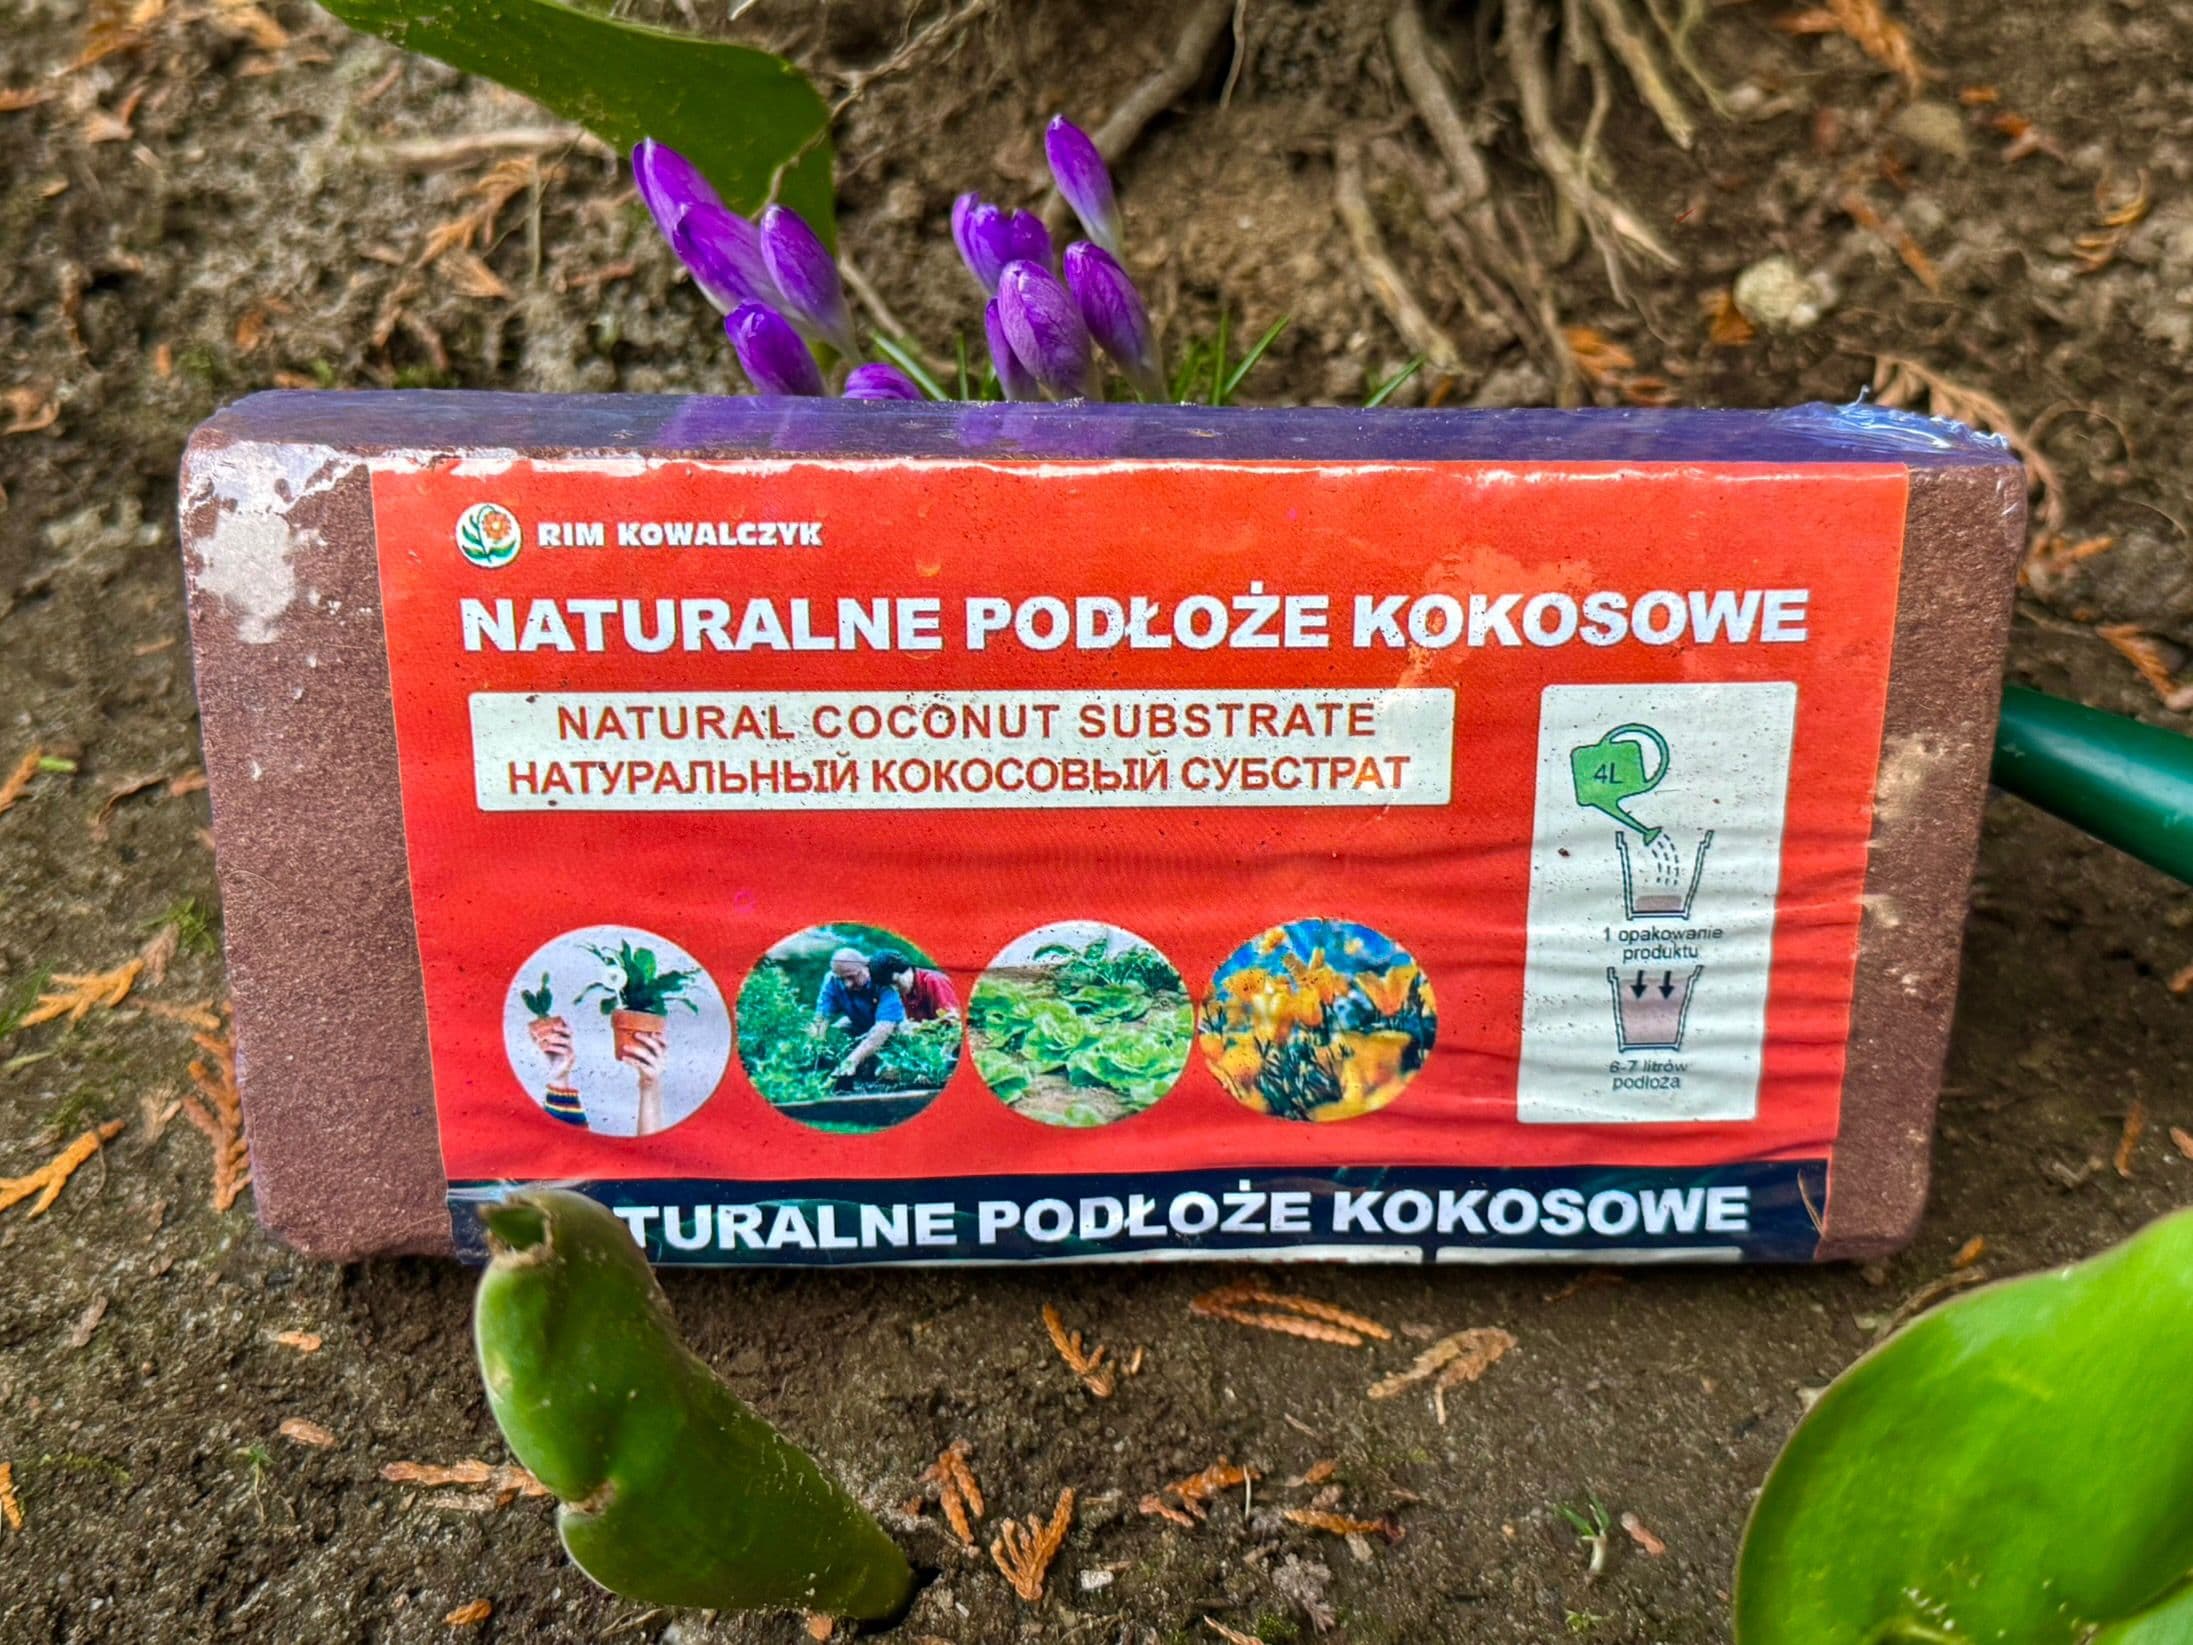 RIM KOWALCZYK
NATURALNE PODŁOŻE KOKOSOWE
NATURAL COCONUT SUBSTRATE
НАТУРАЛЬНЫЙ КОКОСОВЫЙ СУБСТРАТ
4L
1 opakowanie
produktu
6-7 litrów
podłoża
TURALNE PODŁOŻE KOKOSOWE